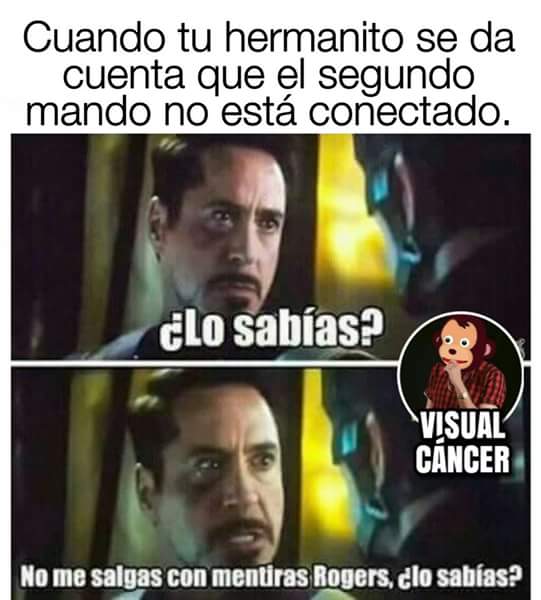 Cuando tu hermanito se da
cuenta que el segundo
mando no está conectado.
¿Lo sabías?
VISUAL
CÁNCER
No me salgas con mentiras Rogers, ¿lo sabías?